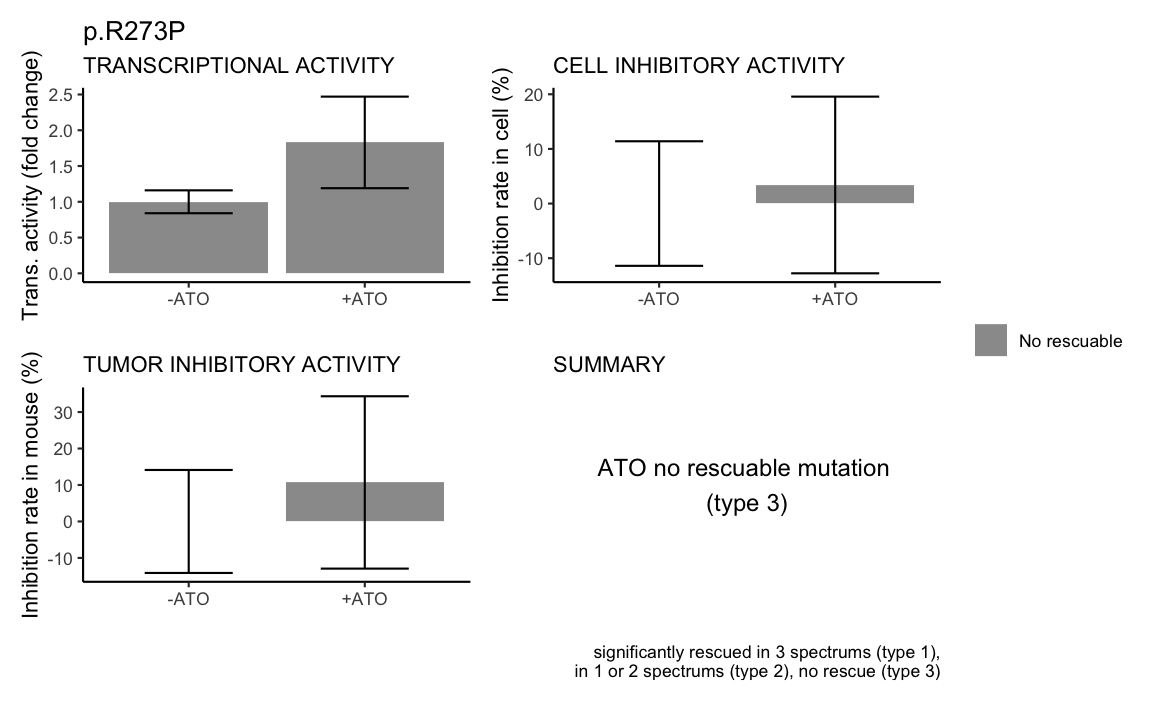 p.R273P
TRANSCRIPTIONAL ACTIVITY
Trans. activity (fold change)
2.5
2.0
1.5
1.0
0.5
0.0
-ATO +ATO
CELL INHIBITORY ACTIVITY
Inhibition rate in cell (%)
20
10
0
-10
-ATO +ATO
No rescuable
TUMOR INHIBITORY ACTIVITY
Inhibition rate in mouse (%)
30
20
10
0
-10
-ATO +ATO
SUMMARY
ATO no rescuable mutation
(type 3)
significantly rescued in 3 spectrums (type 1),
in 1 or 2 spectrums (type 2), no rescue (type 3)